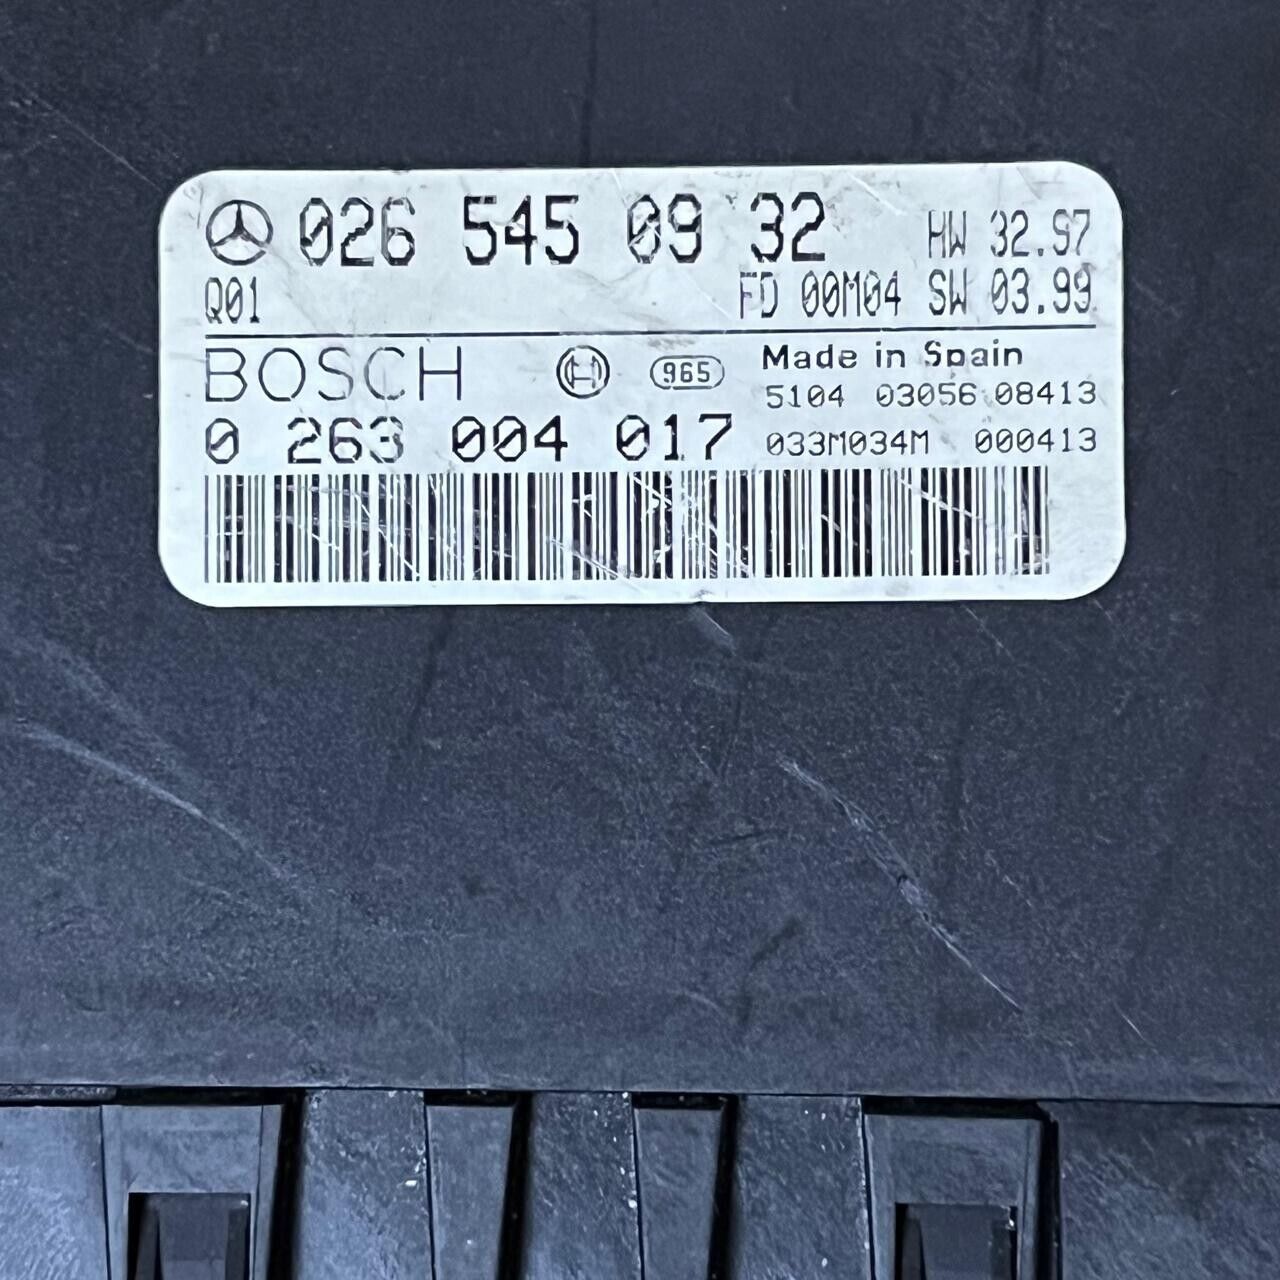 026 545 09 32 HW 32.97
Q01 FD 00M04 SW 03.99
BOSCH 965 Made in Spain
5104 03056 08413
0 263 004 017 033M034M 000413